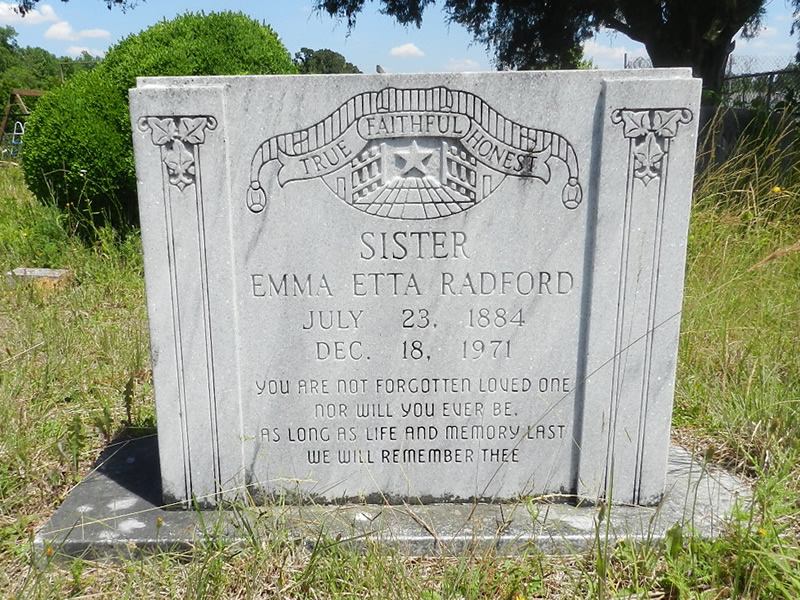 TRUE FAITHFUL HONEST
SISTER
EMMA ETTA RADFORD
JULY 23, 1884
DEC. 18, 1971
YOU ARE NOT FORGOTTEN LOVED ONE
NOR WILL YOU EVER BE.
AS LONG AS LIFE AND MEMORY LAST
WE WILL REMEMBER THEE